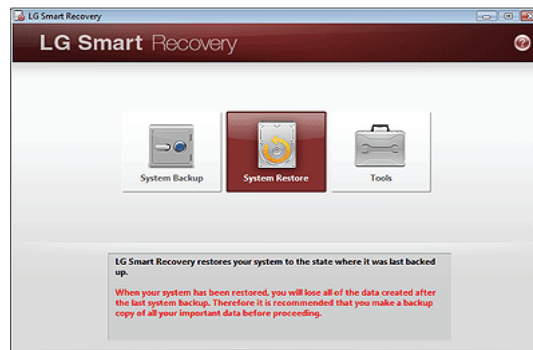 LG Smart Recovery
LG Smart Recovery
?
System Backup
System Restore
Tools
LG Smart Recovery restores your system to the state where it was last backed
up.
When your system has been restored, you will lose all of the data created after
the last system backup. Therefore it is recommended that you make a backup
copy of all your important data before proceeding.